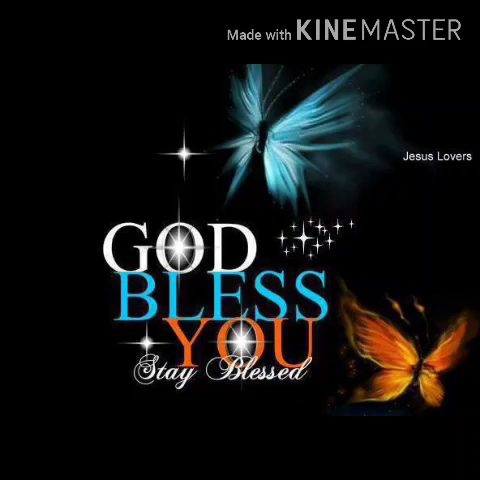 Made with KINEMASTER
Jesus Lovers
GOD
BLESS
YOU
Stay Blessed